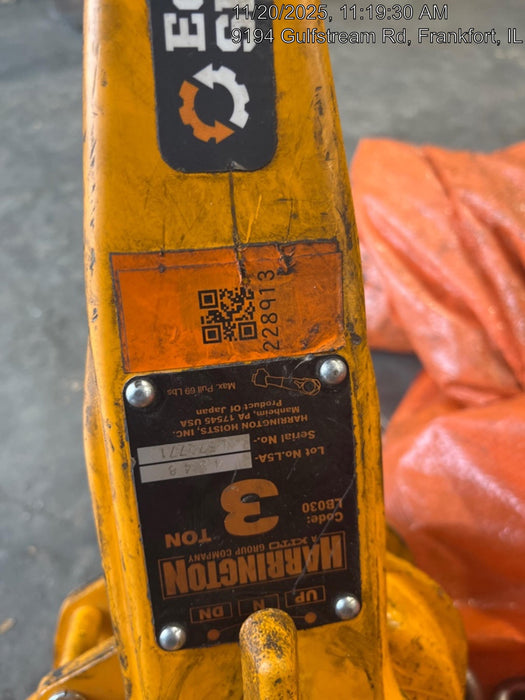 11/20/2025, 11:19:30 AM
9194 Gulfstream Rd, Frankfort, IL
228913
UP N DN
HARRINGTON
A KITO GROUP COMPANY
Code:
LB030
3
TON
Lot No.L5A-
Serial No.-
HARRINGTON HOISTS, INC.
Manheim, PA 17545 USA
Product Of Japan
Max. Pull 69 Lbs